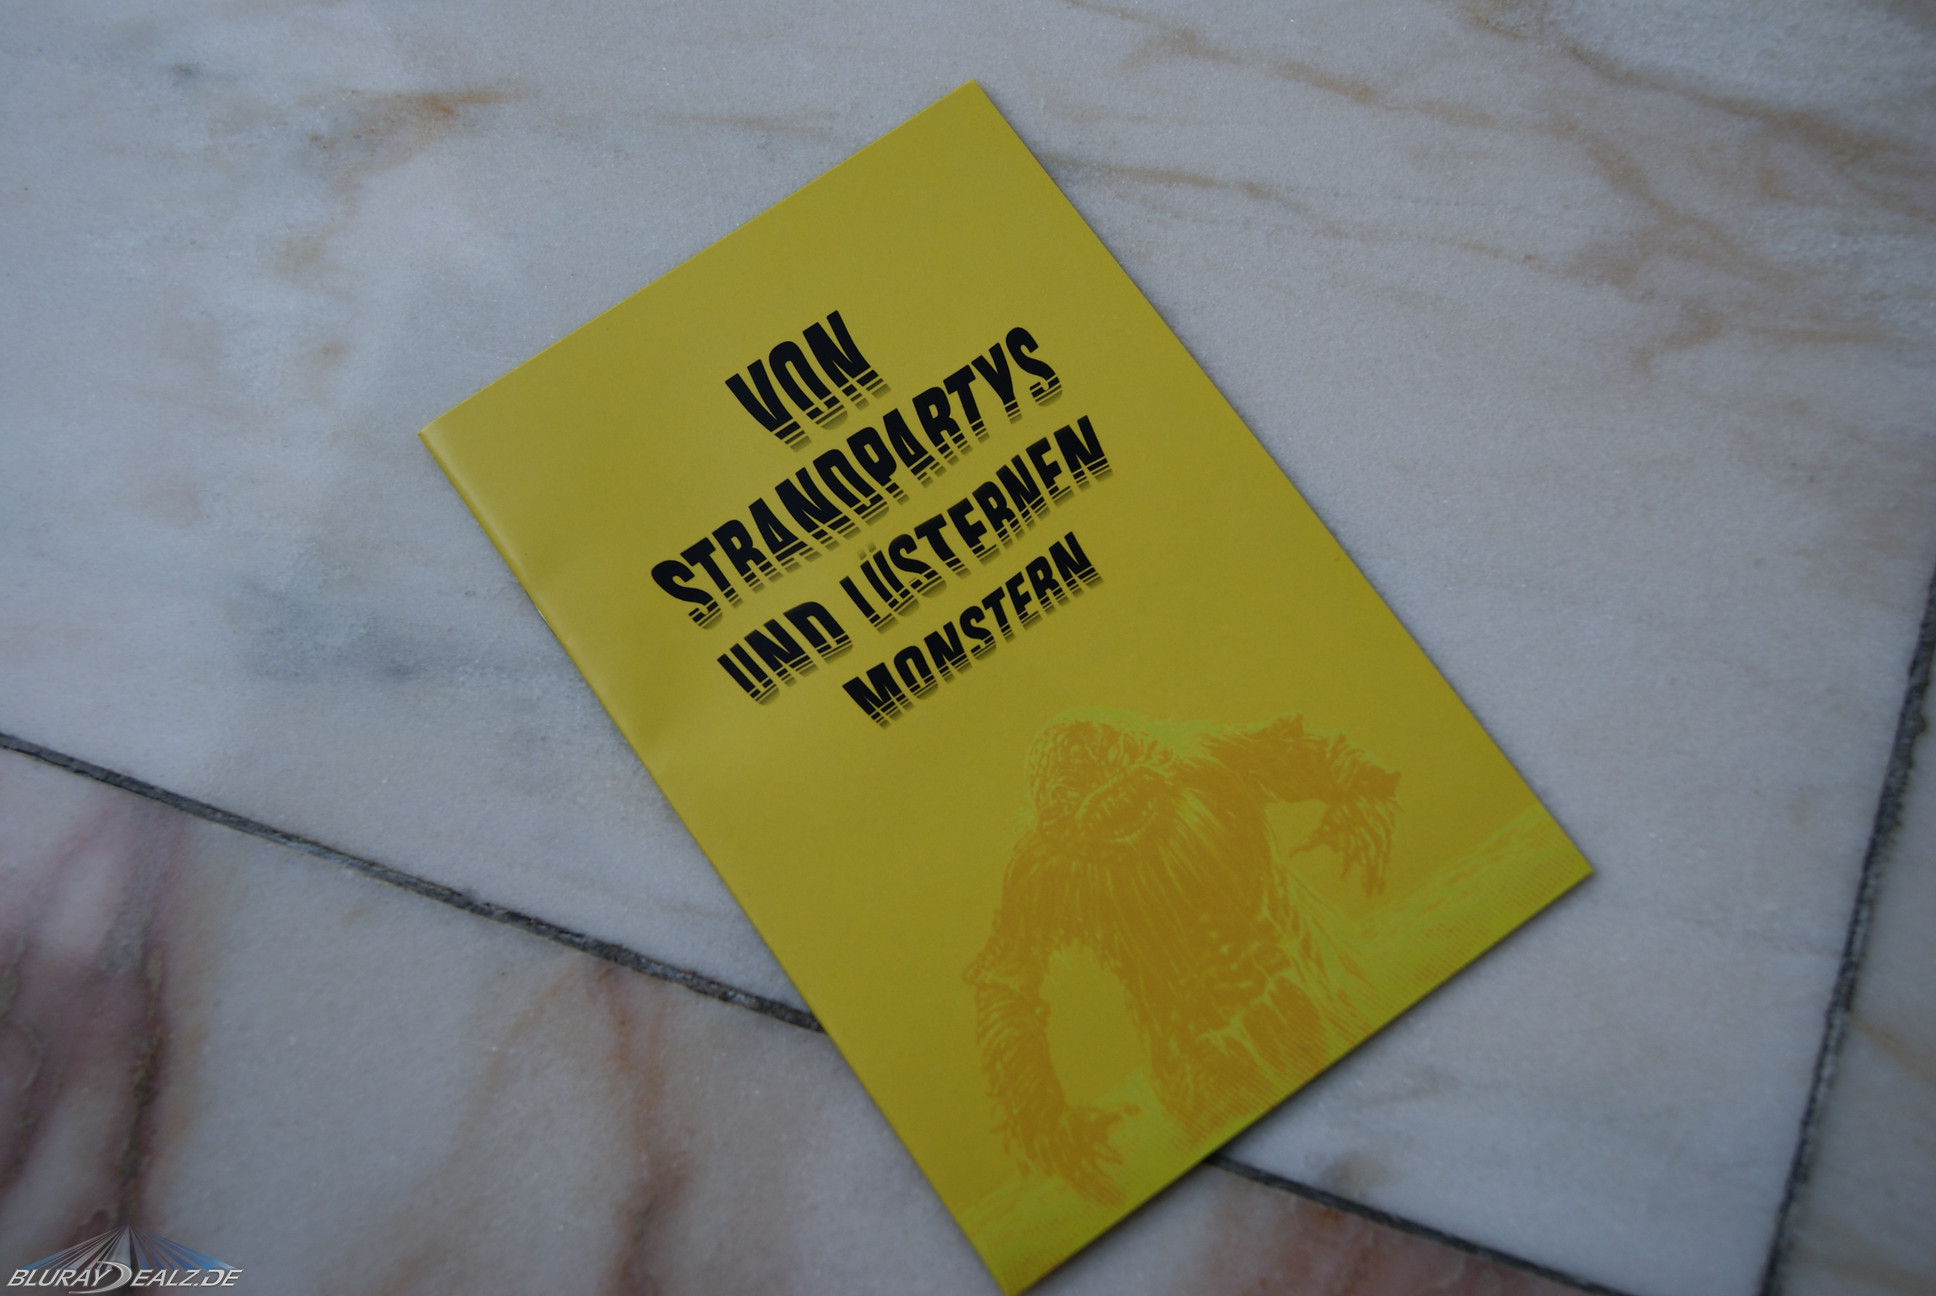 VON
STRANDPARTYS
UND LÜSTERNEN
MONSTERN
BLURAYDEALZ.DE